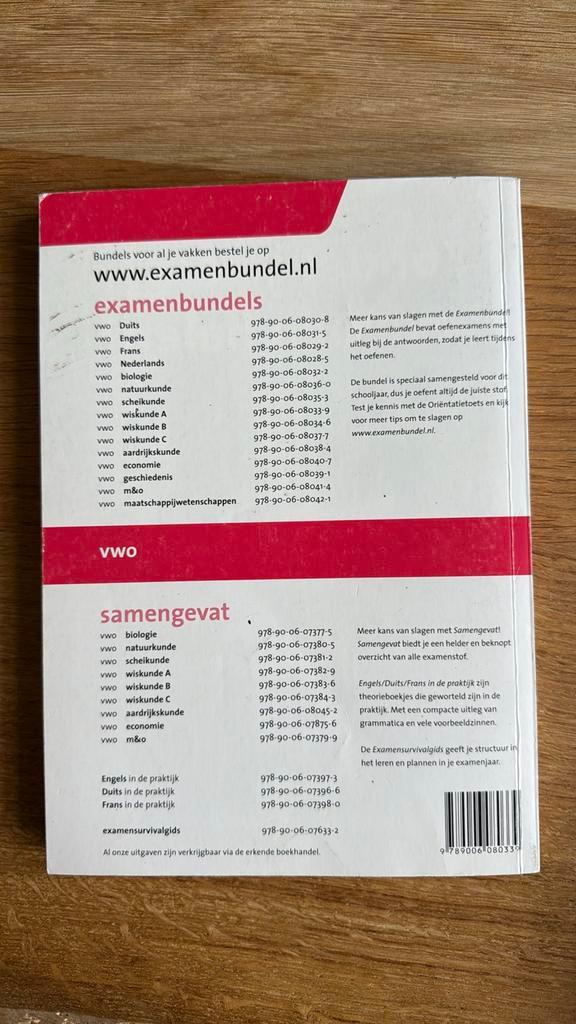 Bundels voor al je vakken bestel je op
www.examenbundel.nl
examenbundels
vwo Duits 978-90-06-08030-8
vwo Engels 978-90-06-08031-5
vwo Frans 978-90-06-08029-2
vwo Nederlands 978-90-06-08028-5
vwo biologie 978-90-06-08032-2
vwo natuurkunde 978-90-06-08036-0
vwo scheikunde 978-90-06-08035-3
vwo wiskunde A 978-90-06-08033-9
vwo wiskunde B 978-90-06-08034-6
vwo wiskunde C 978-90-06-08037-7
vwo aardrijkskunde 978-90-06-08038-4
vwo economie 978-90-06-08040-7
vwo geschiedenis 978-90-06-08039-1
vwo m&o 978-90-06-08041-4
vwo maatschappijwetenschappen 978-90-06-08042-1
Meer kans van slagen met de Examenbundel!
De Examenbundel bevat oefenexamens met
uitleg bij de antwoorden, zodat je leert tijdens
het oefenen.
De bundel is speciaal samengesteld voor dit
schooljaar, dus je oefent altijd de juiste stof.
Test je kennis met de Oriëntatietoets en kijk
voor meer tips om te slagen op
www.examenbundel.nl.
vwo
samengevat
vwo biologie 978-90-06-07377-5
vwo natuurkunde 978-90-06-07380-5
vwo scheikunde 978-90-06-07381-2
vwo wiskunde A 978-90-06-07382-9
vwo wiskunde B 978-90-06-07383-6
vwo wiskunde C 978-90-06-07384-3
vwo aardrijkskunde 978-90-06-08045-2
vwo economie 978-90-06-07875-6
vwo m&o 978-90-06-07379-9
Engels in de praktijk 978-90-06-07397-3
Duits in de praktijk 978-90-06-07396-6
Frans in de praktijk 978-90-06-07398-0
examensurvivalgids 978-90-06-07633-2
Al onze uitgaven zijn verkrijgbaar via de erkende boekhandel.
Meer kans van slagen met Samengevat!
Samengevat biedt je een helder en beknopt
overzicht van alle examenstof.
Engels/Duits/Frans in de praktijk zijn
theorieboekjes die geworteld zijn in de
praktijk. Met een compacte uitleg van
grammatica en vele voorbeeldzinnen.
De Examensurvivalgids geeft je structuur in
het leren en plannen in je examenjaar.
9 789006 080339